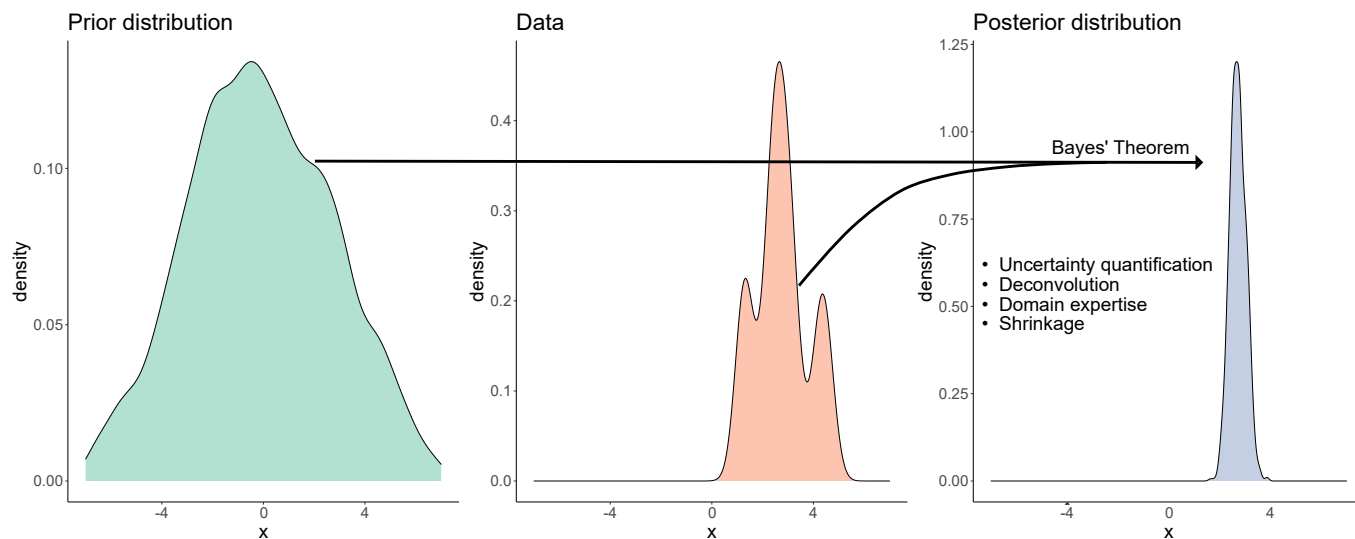 Prior distribution
density
0.10
0.05
0.00
-4
0
4
x
Data
density
0.4
0.3
0.2
0.1
0.0
-4
0
4
x
Posterior distribution
density
1.25
1.00
0.75
0.50
0.25
0.00
-4
0
4
x
Bayes' Theorem
• Uncertainty quantification
• Deconvolution
• Domain expertise
• Shrinkage